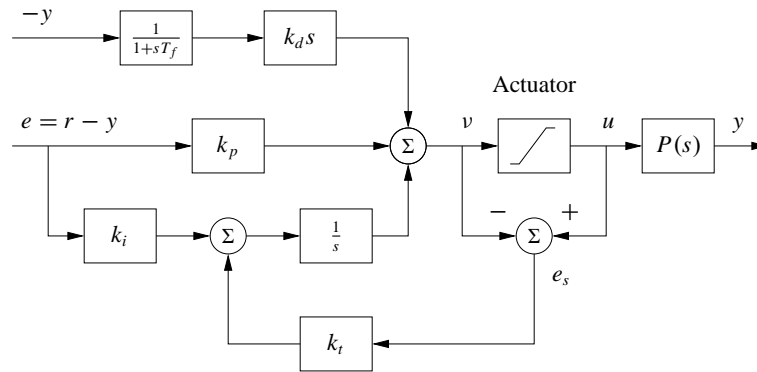 −y
1
1+sT_f
k_d s
Actuator
e = r − y
k_p
Σ
ν
u
P(s)
y
k_i
Σ
1
s
−
+
Σ
e_s
k_t